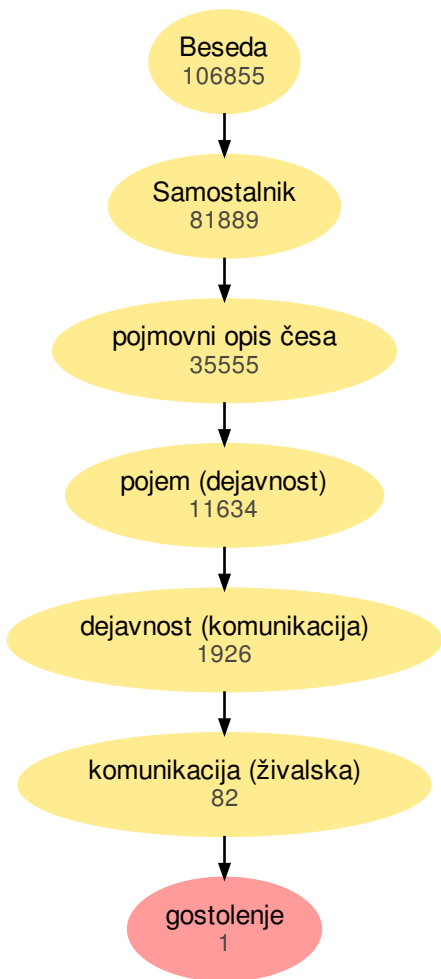 Beseda
106855
Samostalnik
81889
pojmovni opis česa
35555
pojem (dejavnost)
11634
dejavnost (komunikacija)
1926
komunikacija (živalska)
82
gostolenje
1